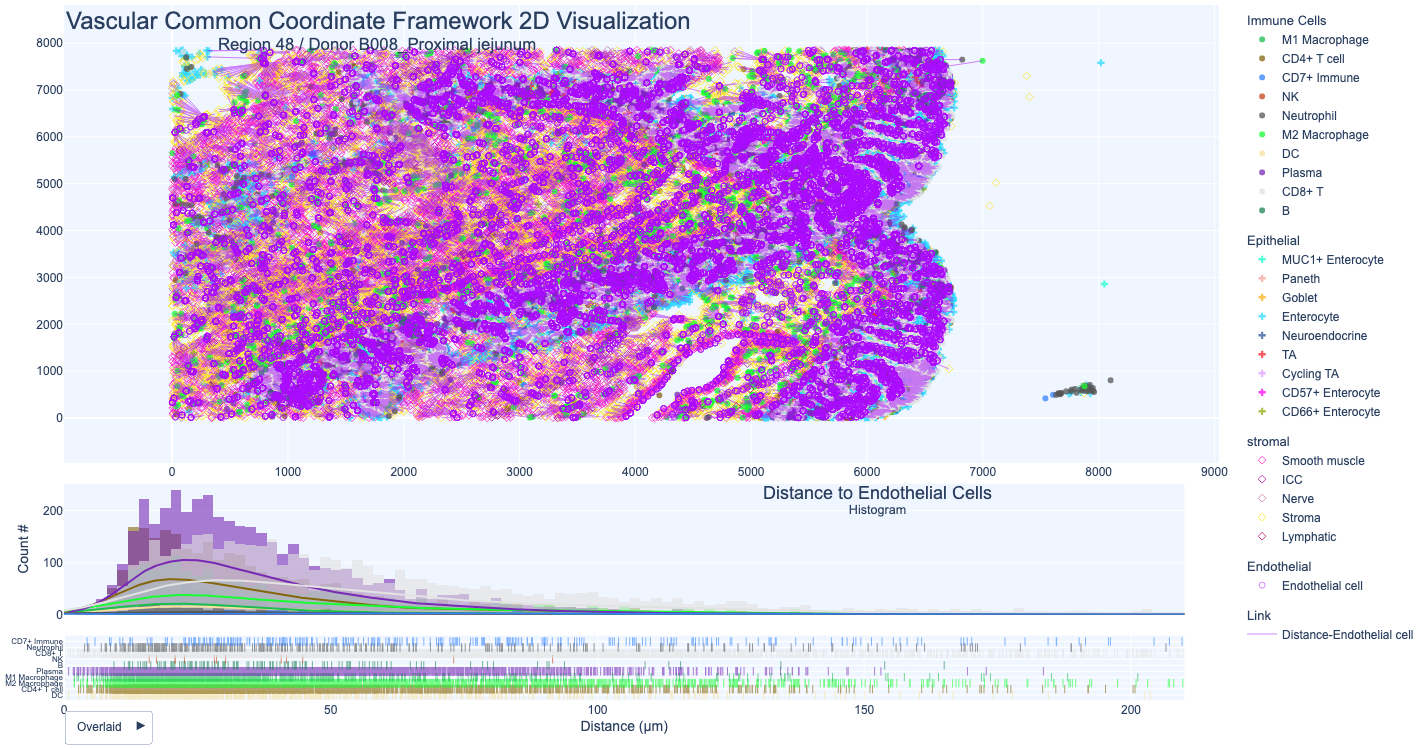 Vascular Common Coordinate Framework 2D Visualization
Region 48 / Donor B008 Proximal jejunum
8000
7000
6000
5000
4000
3000
2000
1000
0
0 1000 2000 3000 4000 5000 6000 7000 8000 9000
Immune Cells
M1 Macrophage
CD4+ T cell
CD7+ Immune
NK
Neutrophil
M2 Macrophage
DC
Plasma
CD8+ T
B
Epithelial
MUC1+ Enterocyte
Paneth
Goblet
Enterocyte
Neuroendocrine
TA
Cycling TA
CD57+ Enterocyte
CD66+ Enterocyte
stromal
Smooth muscle
ICC
Nerve
Stroma
Lymphatic
Endothelial
Endothelial cell
Link
Distance-Endothelial cell
Distance to Endothelial Cells
Histogram
Count #
200
100
0
CD7+ Immune
Neutrophil
CD8+ T
NK
B
Plasma
M1 Macrophage
M2 Macrophage
CD4+ T cell
DC
0 50 100 150 200
Distance (μm)
Overlaid ▶